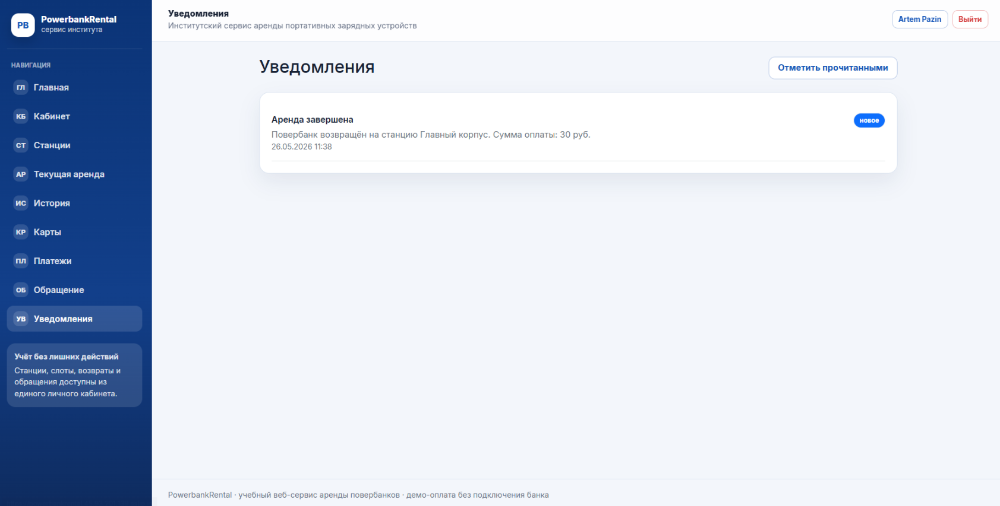 PB
PowerbankRental
сервис института
НАВИГАЦИЯ
ГЛ Главная
КБ Кабинет
СТ Станции
АР Текущая аренда
ИС История
КР Карты
ПЛ Платежи
ОБ Обращение
УВ Уведомления
Учёт без лишних действий
Станции, слоты, возвраты и
обращения доступны из
единого личного кабинета.
Уведомления
Институтский сервис аренды портативных зарядных устройств
Artem Pazin
Выйти
Уведомления
Отметить прочитанными
Аренда завершена
новое
Повербанк возвращён на станцию Главный корпус. Сумма оплаты: 30 руб.
26.05.2026 11:38
PowerbankRental · учебный веб-сервис аренды повербанков · демо-оплата без подключения банка